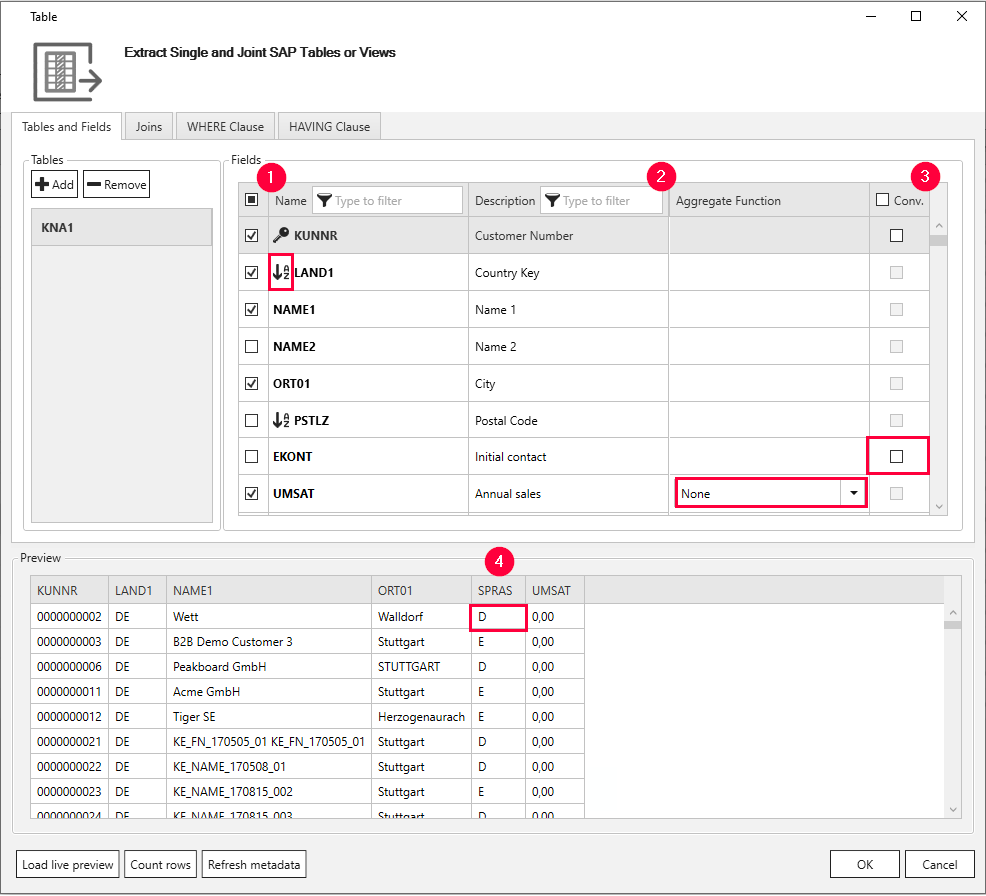 Table
Extract Single and Joint SAP Tables or Views
Tables and Fields Joins WHERE Clause HAVING Clause
Tables
Add Remove
KNA1
Fields
1 2 3
Name Type to filter Description Type to filter Aggregate Function Conv.
KUNNR Customer Number
A Z LAND1 Country Key
NAME1 Name 1
NAME2 Name 2
ORT01 City
A Z PSTLZ Postal Code
EKONT Initial contact
UMSAT Annual sales None
Preview
4
KUNNR LAND1 NAME1 ORT01 SPRAS UMSAT
0000000002 DE Wett Walldorf D 0,00
0000000003 DE B2B Demo Customer 3 Stuttgart E 0,00
0000000006 DE Peakboard GmbH STUTTGART D 0,00
0000000011 DE Acme GmbH Stuttgart E 0,00
0000000012 DE Tiger SE Herzogenaurach E 0,00
0000000021 DE KE_FN_170505_01 KE_FN_170505_01 Stuttgart D 0,00
0000000022 DE KE_NAME_170508_01 Stuttgart D 0,00
0000000023 DE KE_NAME_170815_002 Stuttgart E 0,00
0000000024 DE KE_NAME_170815_003 Stuttgart D 0,00
Load live preview Count rows Refresh metadata OK Cancel